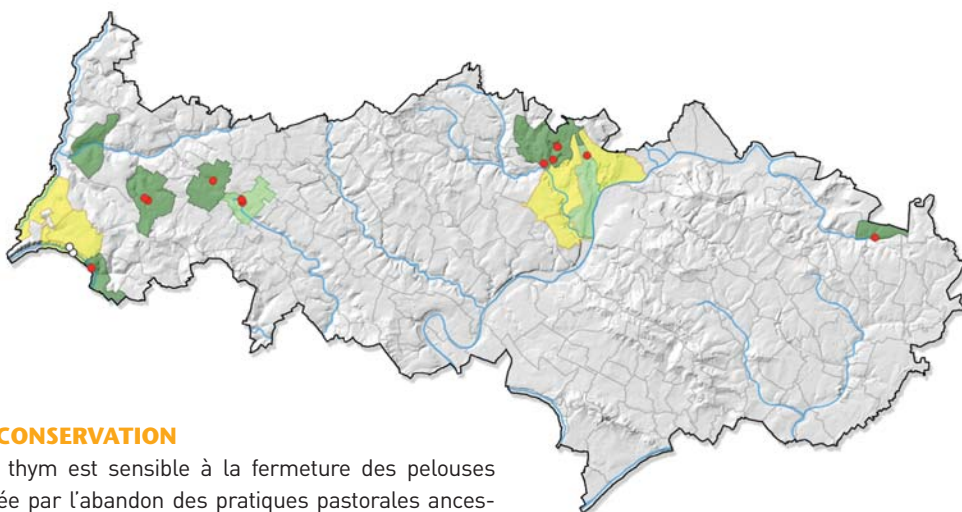 CONSERVATION
thym est sensible à la fermeture des pelouses
ée par l'abandon des pratiques pastorales ances-